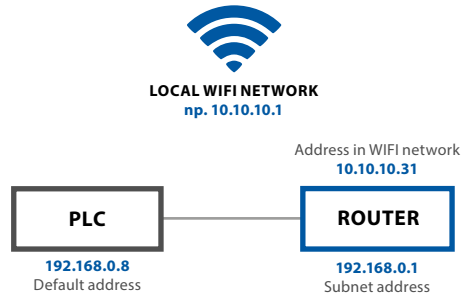 LOCAL WIFI NETWORK
np. 10.10.10.1
Address in WIFI network
10.10.10.31
PLC
ROUTER
192.168.0.8
Default address
192.168.0.1
Subnet address